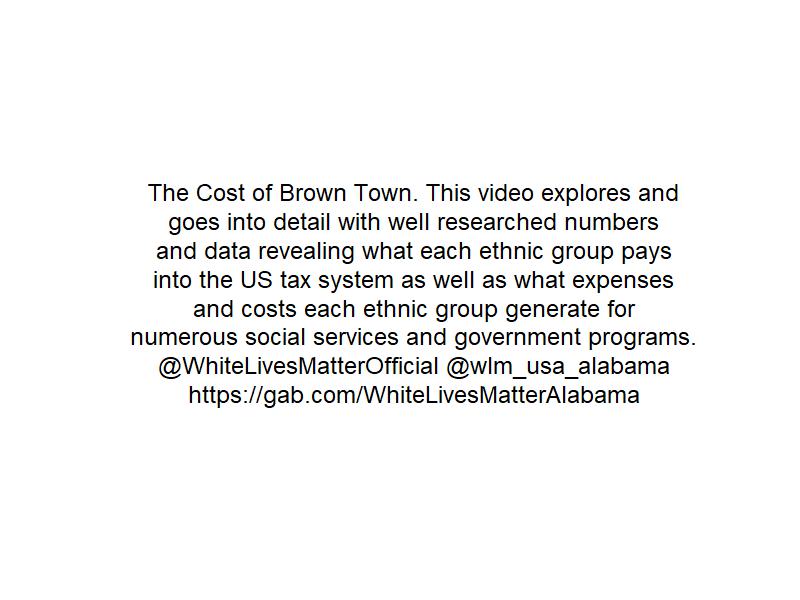 The Cost of Brown Town. This video explores and
goes into detail with well researched numbers
and data revealing what each ethnic group pays
into the US tax system as well as what expenses
and costs each ethnic group generate for
numerous social services and government programs.
@WhiteLivesMatterOfficial @wlm_usa_alabama
https://gab.com/WhiteLivesMatterAlabama